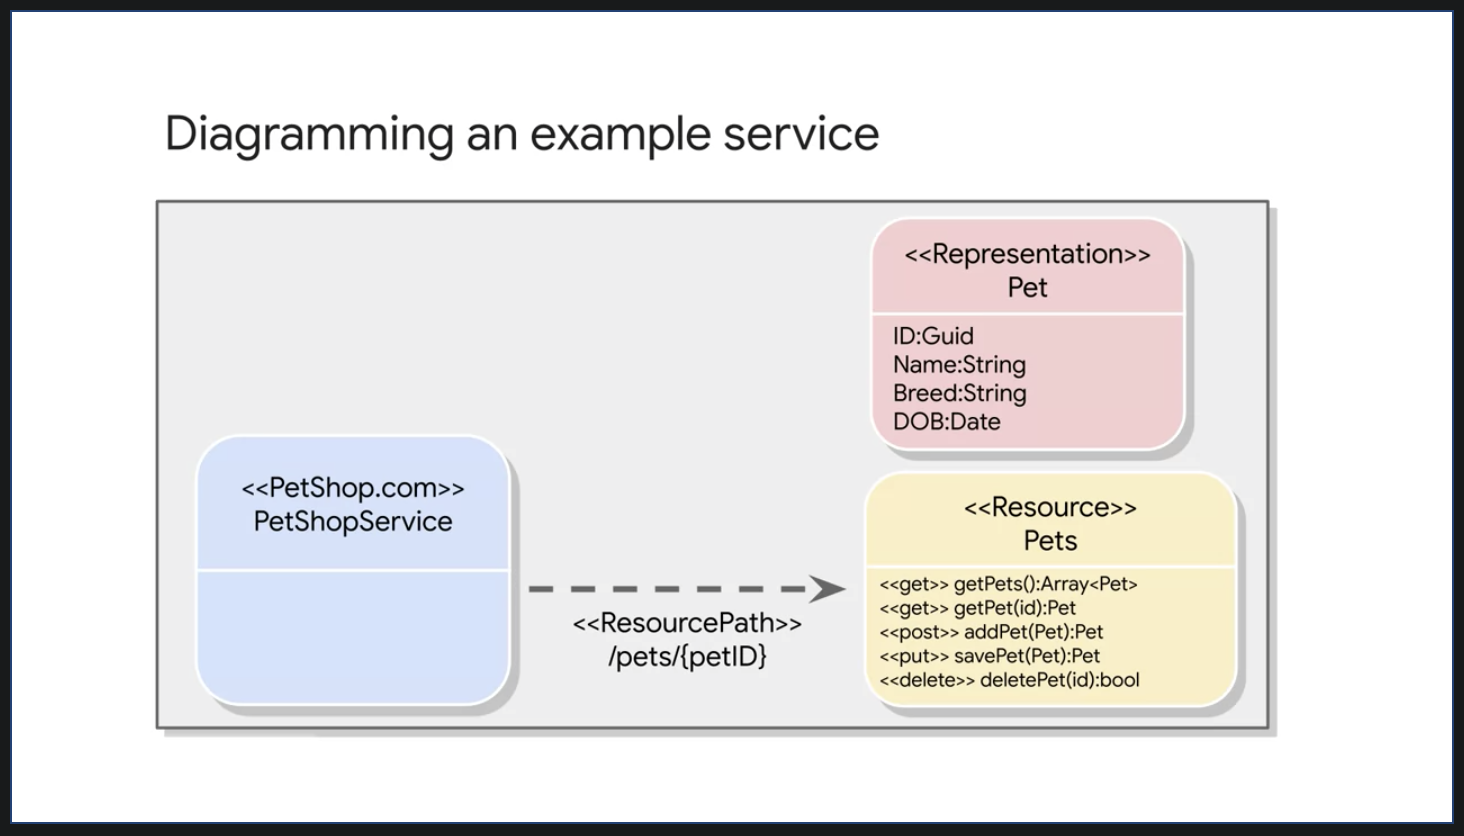 Diagramming an example service
<<Representation>>
Pet
ID:Guid
Name:String
Breed:String
DOB:Date
<<PetShop.com>>
PetShopService
<<ResourcePath>>
/pets/{petID}
<<Resource>>
Pets
<<get>> getPets():Array<Pet>
<<get>> getPet(id):Pet
<<post>> addPet(Pet):Pet
<<put>> savePet(Pet):Pet
<<delete>> deletePet(id):bool